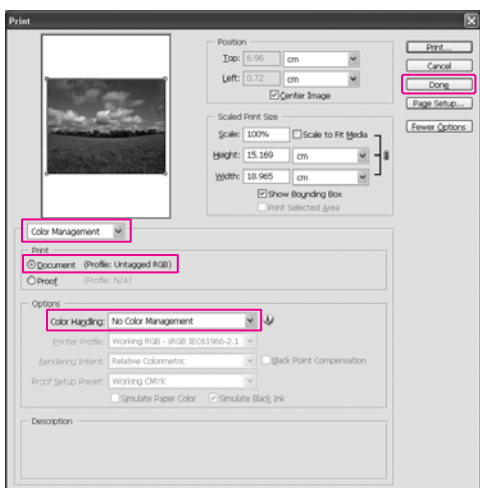 Print
Position
Top: 6.96 cm
Left: 0.72 cm
Center Image
Scaled Print Size
Scale: 100% Scale to Fit Media
Height: 15.169 cm
Width: 18.965 cm
Show Bounding Box
Print Selected Area
Print...
Cancel
Done
Page Setup...
Fewer Options
Color Management
Print
Document (Profile: Untagged RGB)
Proof (Profile: N/A)
Options
Color Handling: No Color Management
Printer Profile: Working RGB - sRGB IEC61966-2.1
Rendering Intent: Relative Colorimetric Black Point Compensation
Proof Setup Preset: Working CMYK
Simulate Paper Color Simulate Black Ink
Description